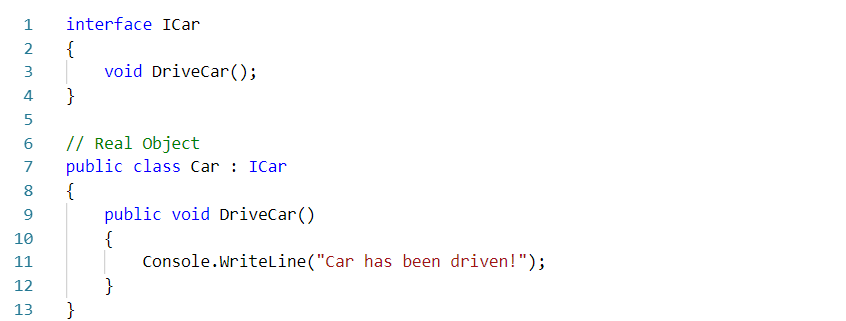 1 interface ICar
2 {
3     void DriveCar();
4 }
5
6 // Real Object
7 public class Car : ICar
8 {
9     public void DriveCar()
10     {
11         Console.WriteLine("Car has been driven!");
12     }
13 }